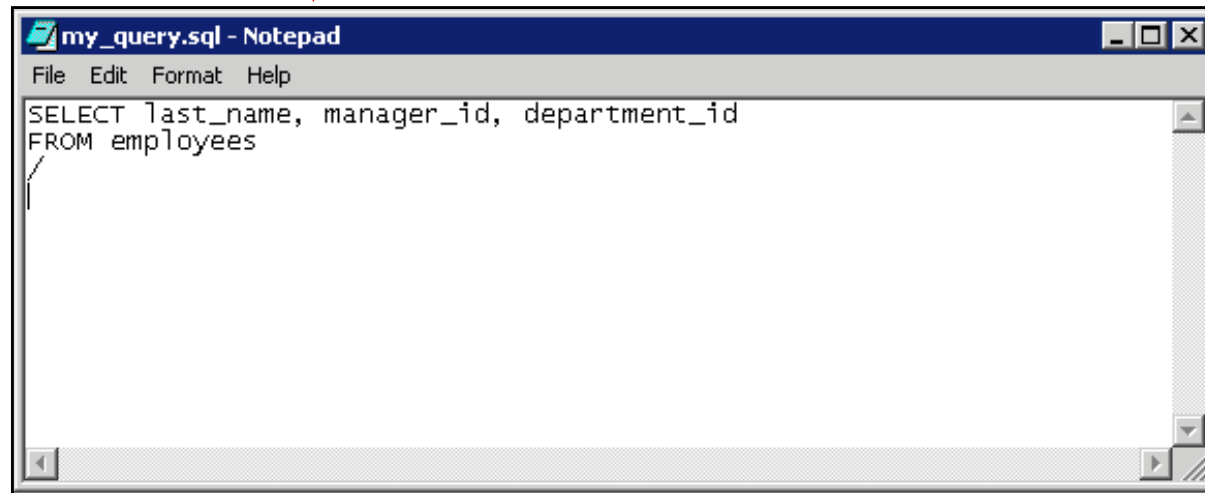 my_query.sql - Notepad
File Edit Format Help
SELECT last_name, manager_id, department_id
FROM employees
/